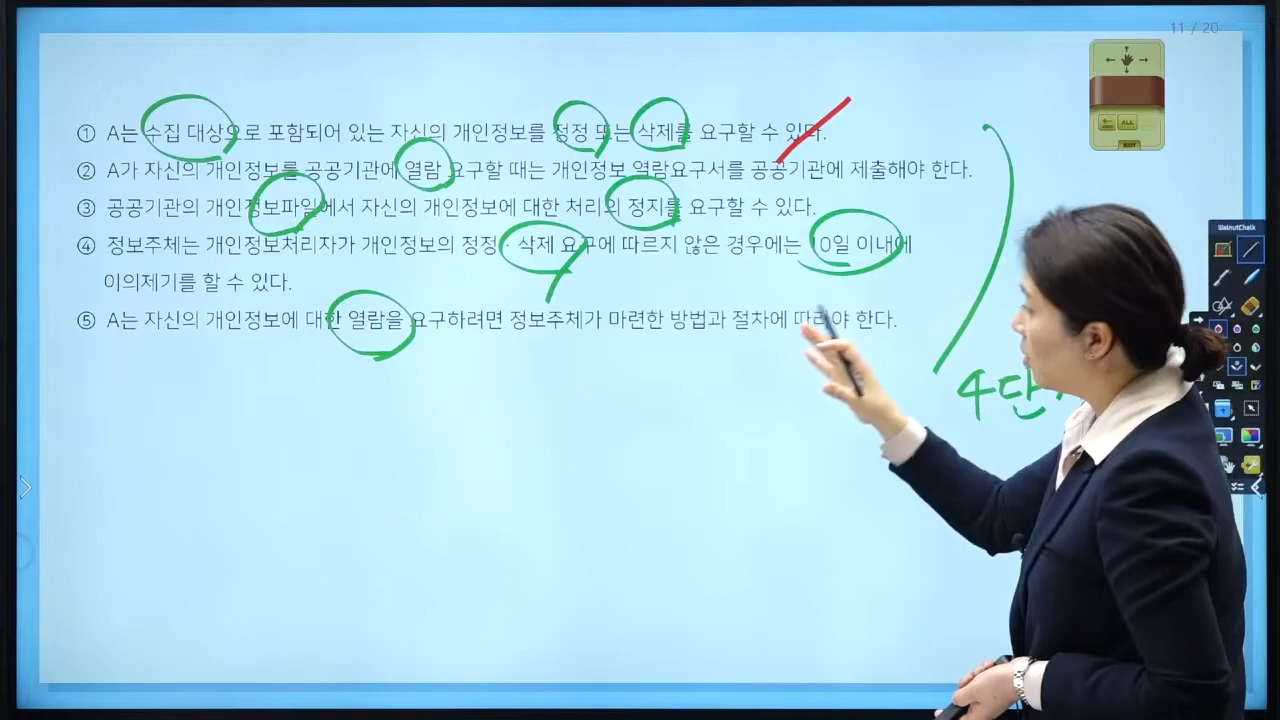 11 / 20
① A는 수집 대상으로 포함되어 있는 자신의 개인정보를 정정 또는 삭제를 요구할 수 있다.
② A가 자신의 개인정보를 공공기관에 열람 요구할 때는 개인정보 열람요구서를 공공기관에 제출해야 한다.
③ 공공기관의 개인정보파일에서 자신의 개인정보에 대한 처리의 정지를 요구할 수 있다.
④ 정보주체는 개인정보처리자가 개인정보의 정정·삭제 요구에 따르지 않은 경우에는 10일 이내에
이의제기를 할 수 있다.
⑤ A는 자신의 개인정보에 대한 열람을 요구하려면 정보주체가 마련한 방법과 절차에 따라야 한다.
4단
ALL
WalnutChalk